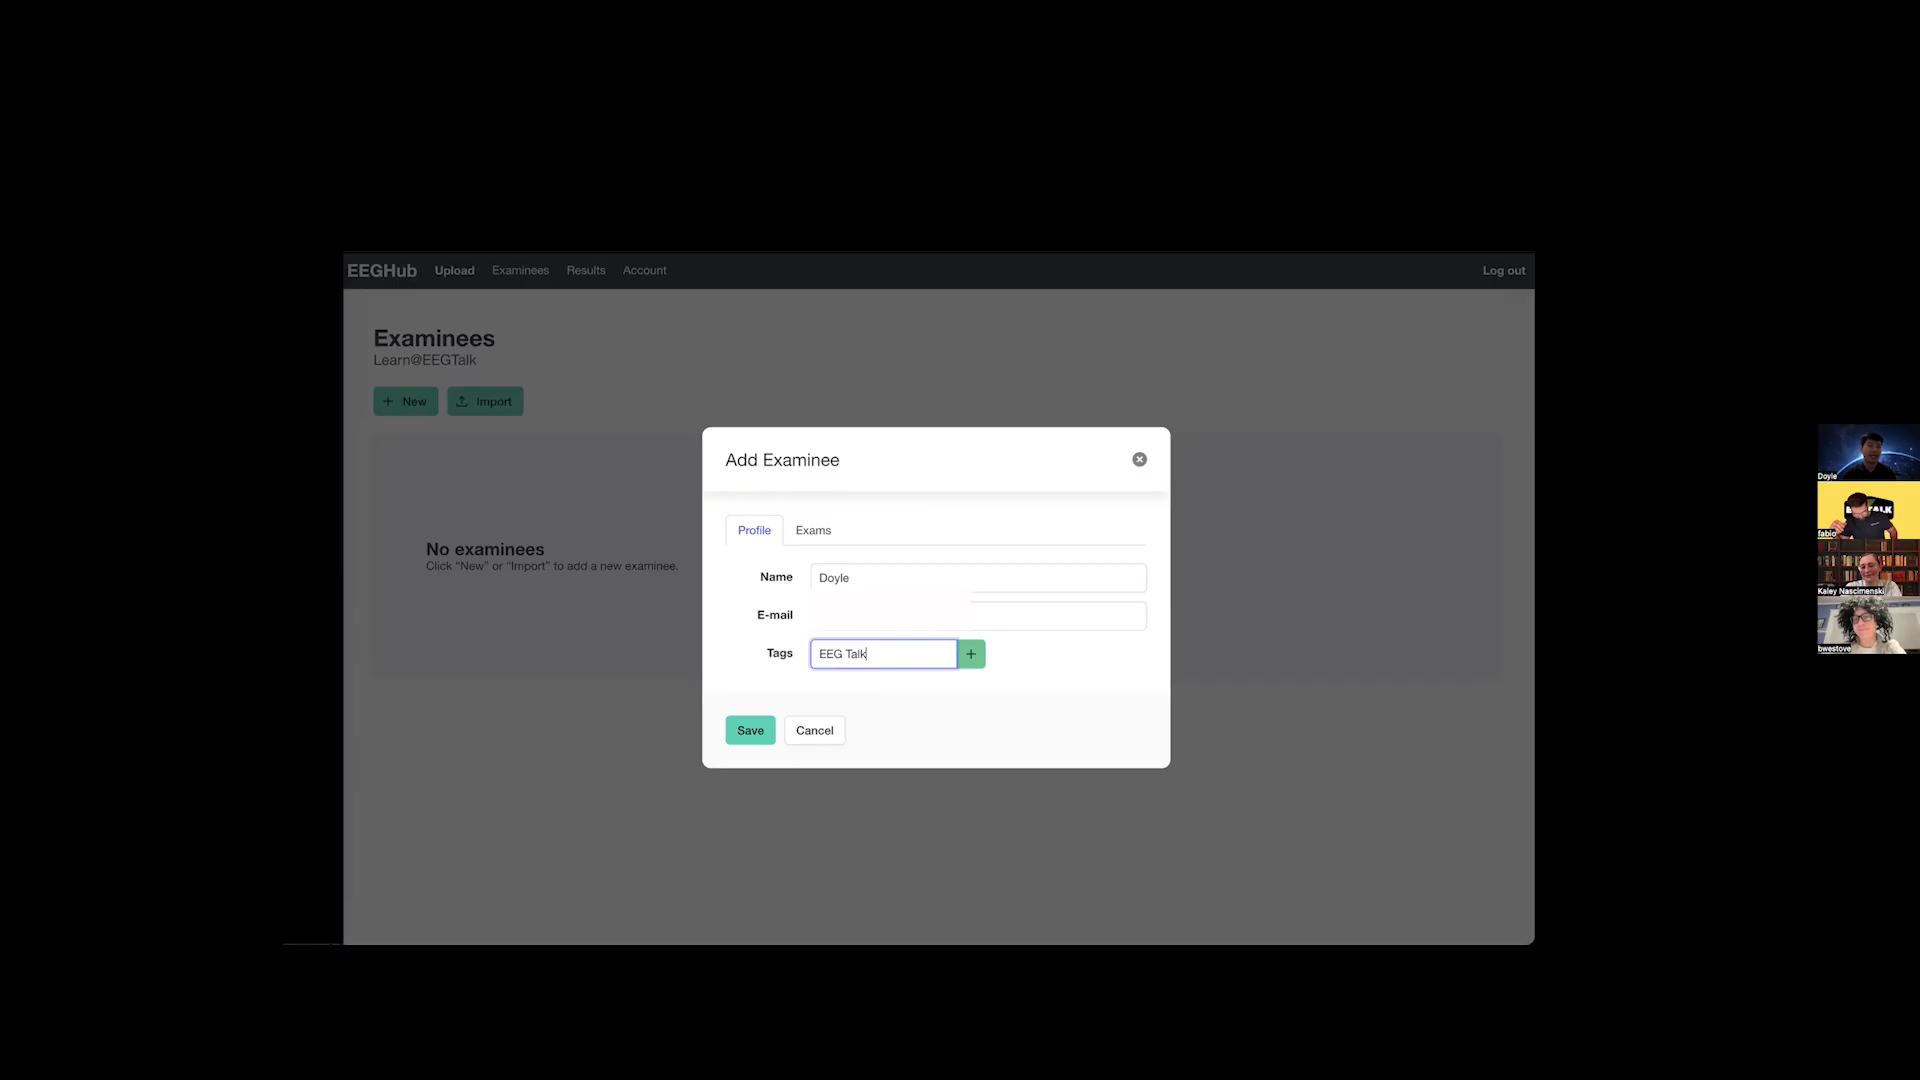 EEGHub Upload Examinees Results Account Log out
Examinees
Learn@EEGTalk
+ New Import
No examinees
Click “New” or “Import” to add a new examinee.
Add Examinee
Profile Exams
Name Doyle
E-mail
Tags EEG Talk +
Save Cancel
Doyle
fabio
Kaley Nascimenski
bwestove